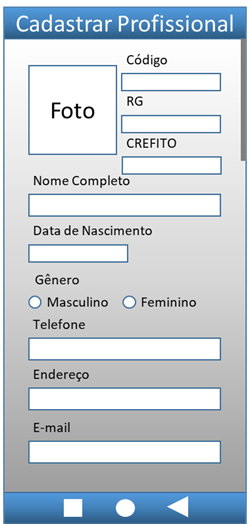 Cadastrar Profissional
Código
Foto
RG
CREFITO
Nome Completo
Data de Nascimento
Gênero
Masculino Feminino
Telefone
Endereço
E-mail